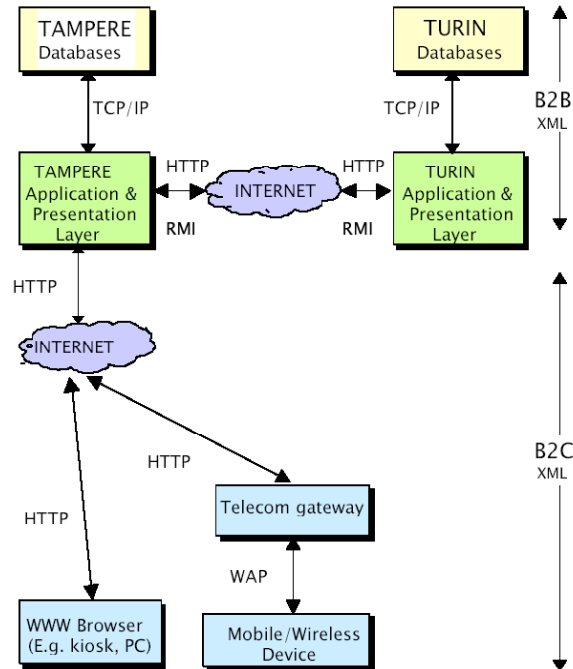 TAMPERE
Databases
TURIN
Databases
TCP/IP
TCP/IP
B2B
XML
TAMPERE
Application &
Presentation
Layer
HTTP
RMI
INTERNET
HTTP
RMI
TURIN
Application &
Presentation
Layer
HTTP
INTERNET
HTTP
HTTP
Telecom gateway
B2C
XML
WAP
WWW Browser
(E.g. kiosk, PC)
Mobile/Wireless
Device